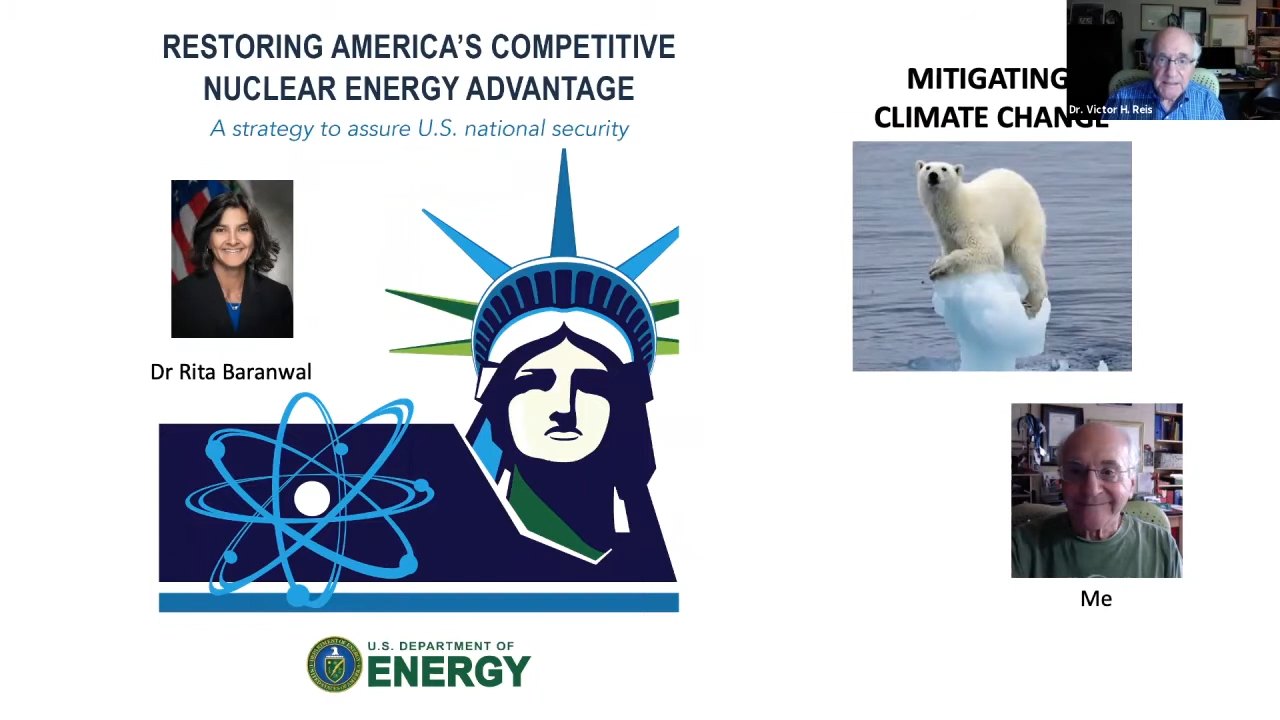 RESTORING AMERICA'S COMPETITIVE
NUCLEAR ENERGY ADVANTAGE
A strategy to assure U.S. national security
Dr Rita Baranwal
U.S. DEPARTMENT OF
ENERGY
MITIGATING
CLIMATE CHANGE
Dr. Victor H. Reis
Me